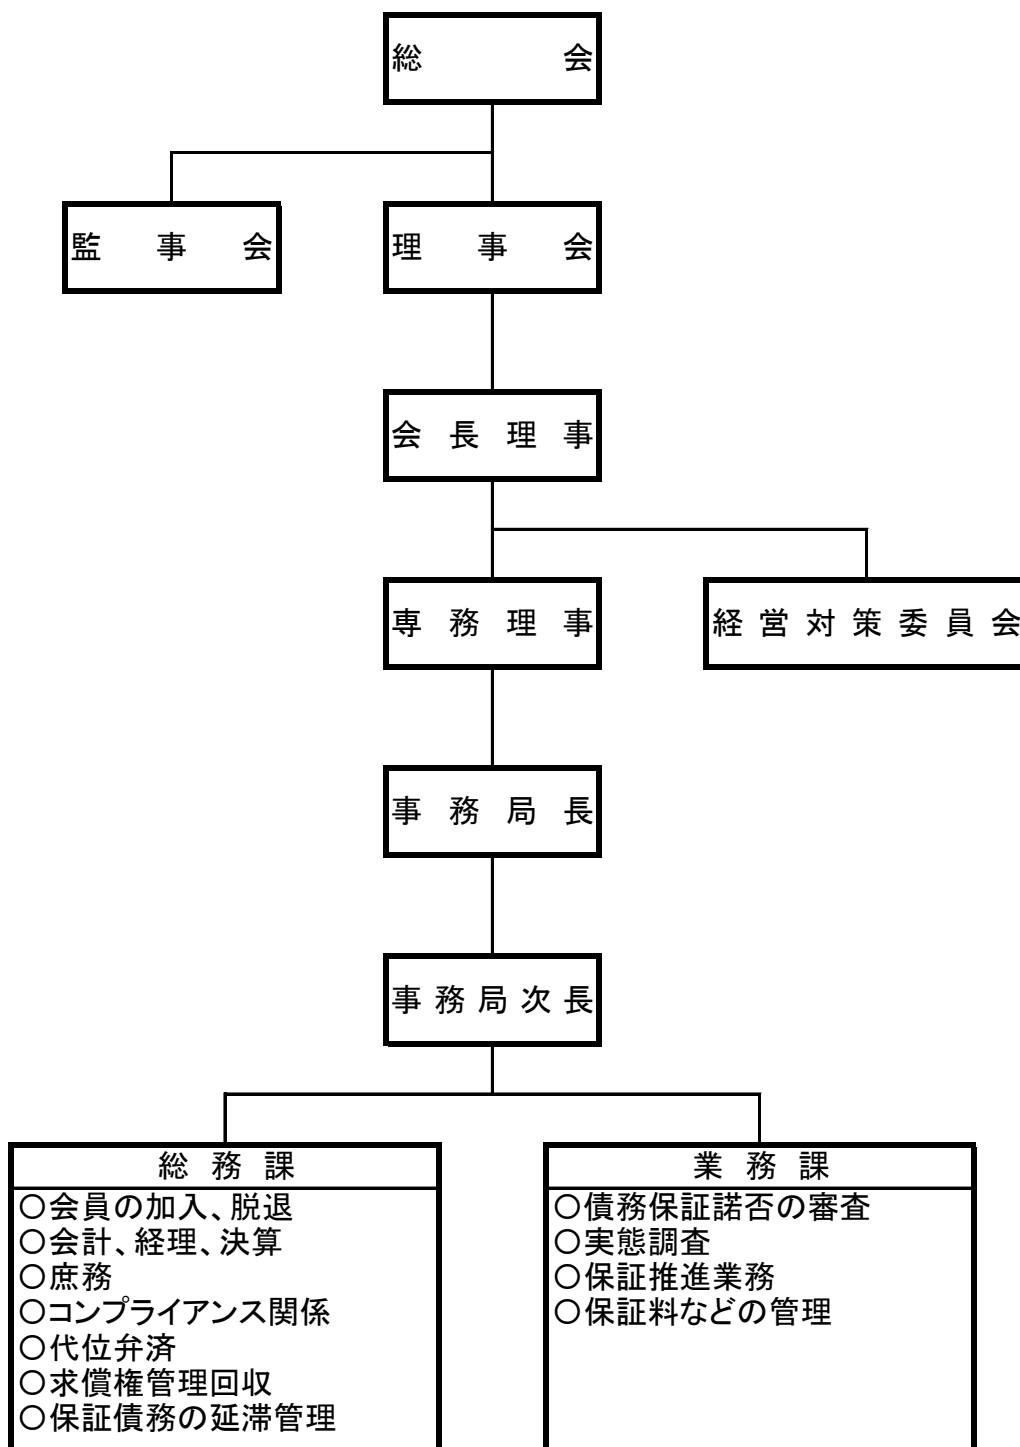 総会
監事会
理事会
会長理事
専務理事
経営対策委員会
事務局長
事務局次長
総務課
○会員の加入、脱退
○会計、経理、決算
○庶務
○コンプライアンス関係
○代位弁済
○求償権管理回収
○保証債務の延滞管理
業務課
○債務保証諾否の審査
○実態調査
○保証推進業務
○保証料などの管理